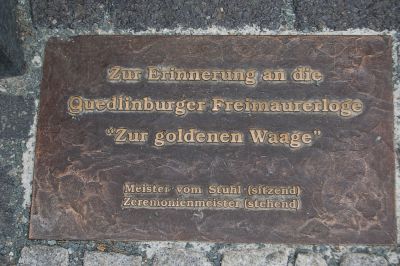 Zur Erinnerung an die
Quedlinburger Freimaurerloge
"Zur goldenen Waage"
Meister vom Stuhl (sitzend)
Zeremonienmeister (stehend)